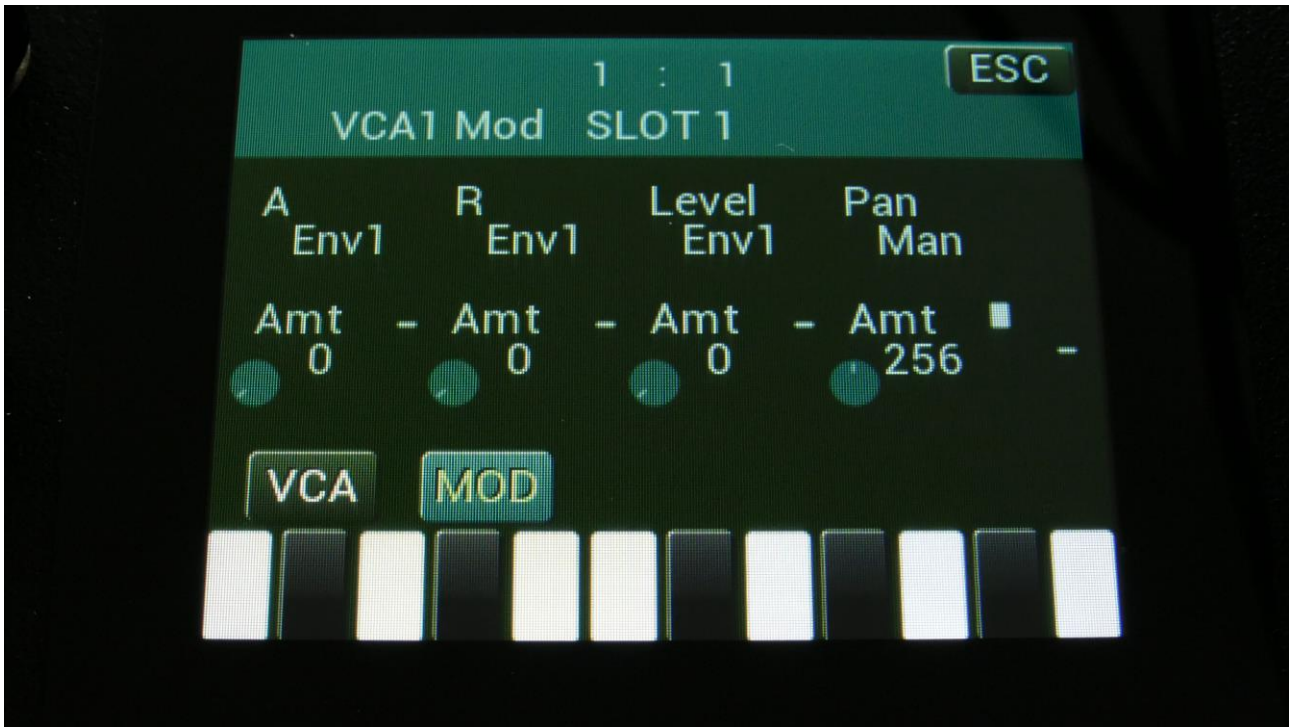 1 : 1 ESC
VCA1 Mod SLOT 1
A R Level Pan
Env1 Env1 Env1 Man
Amt - Amt - Amt - Amt
0 0 0 256 -
VCA MOD